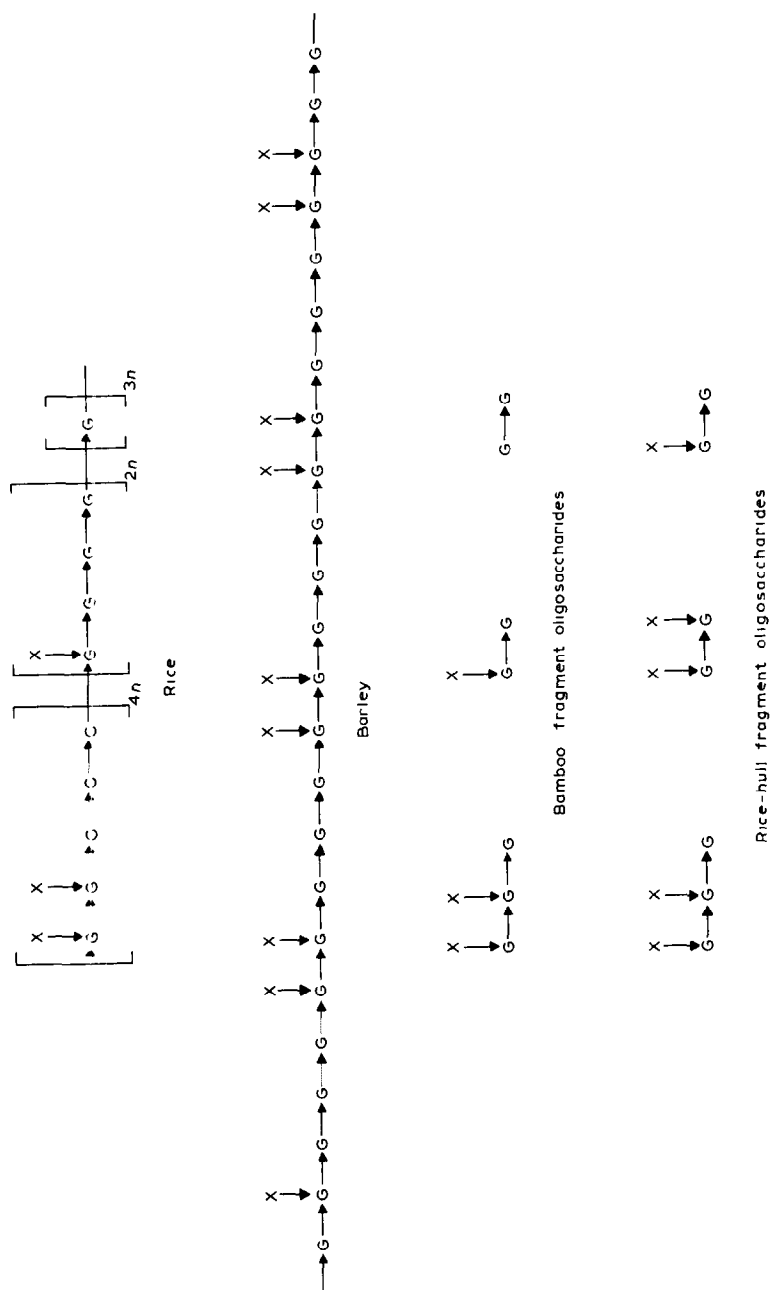 X X X
G G C C C 4n G G G G 2n G 3n
Rice
X X X X X X X X X
G G G G G G G G G G G G G G G G G G G G G G G G
Barley
X X X
G G G G G G G
Bamboo fragment oligosaccharides
X X X X X
G G G G G G G
Rice-hull fragment oligosaccharides